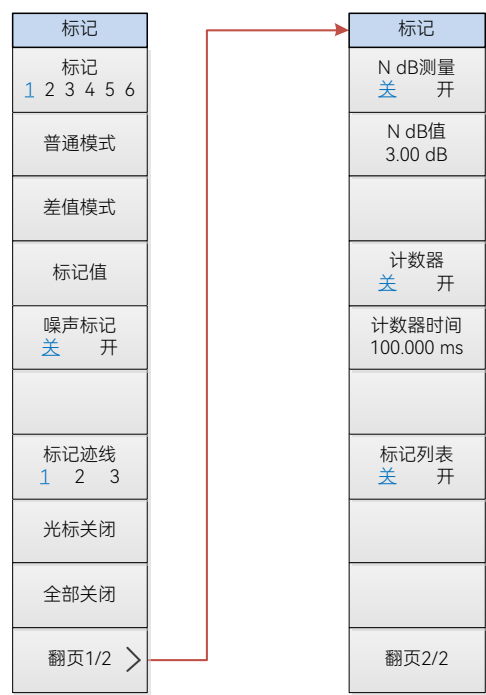 标记
标记
1 2 3 4 5 6
普通模式
差值模式
标记值
噪声标记
关 开
标记迹线
1 2 3
光标关闭
全部关闭
翻页1/2
标记
N dB测量
关 开
N dB值
3.00 dB
计数器
关 开
计数器时间
100.000 ms
标记列表
关 开
翻页2/2